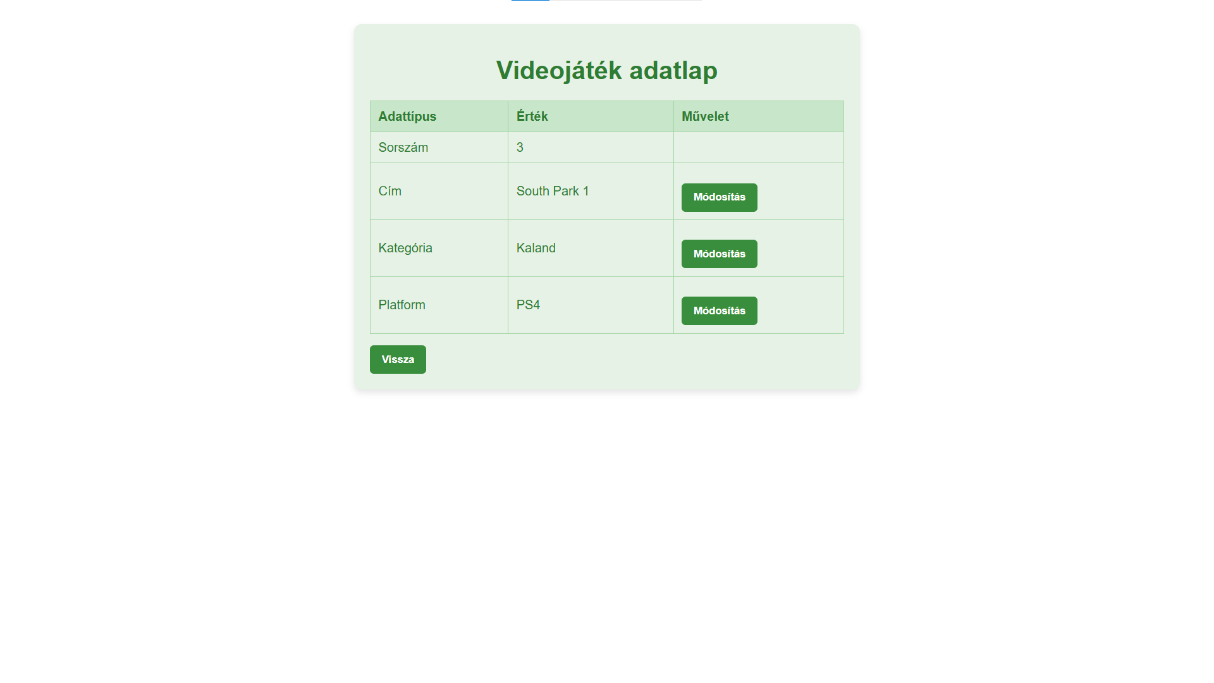 Videojáték adatlap
Adattípus Érték Művelet
Sorszám 3
Cím South Park 1 Módosítás
Kategória Kaland Módosítás
Platform PS4 Módosítás
Vissza